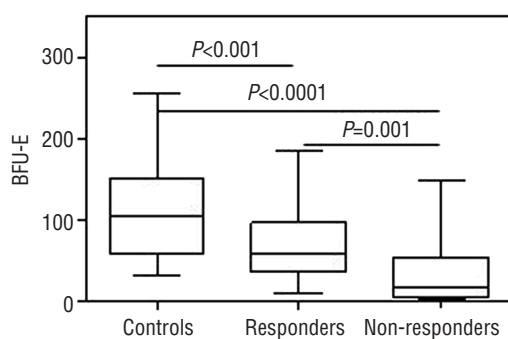 P<0.001
P<0.0001
P=0.001
BFU-E
300
200
100
0
Controls Responders Non-responders